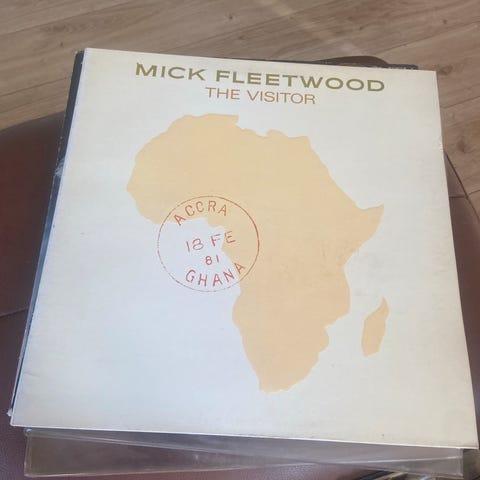 MICK FLEETWOOD
THE VISITOR
ACCRA
18 FE
81
GHANA